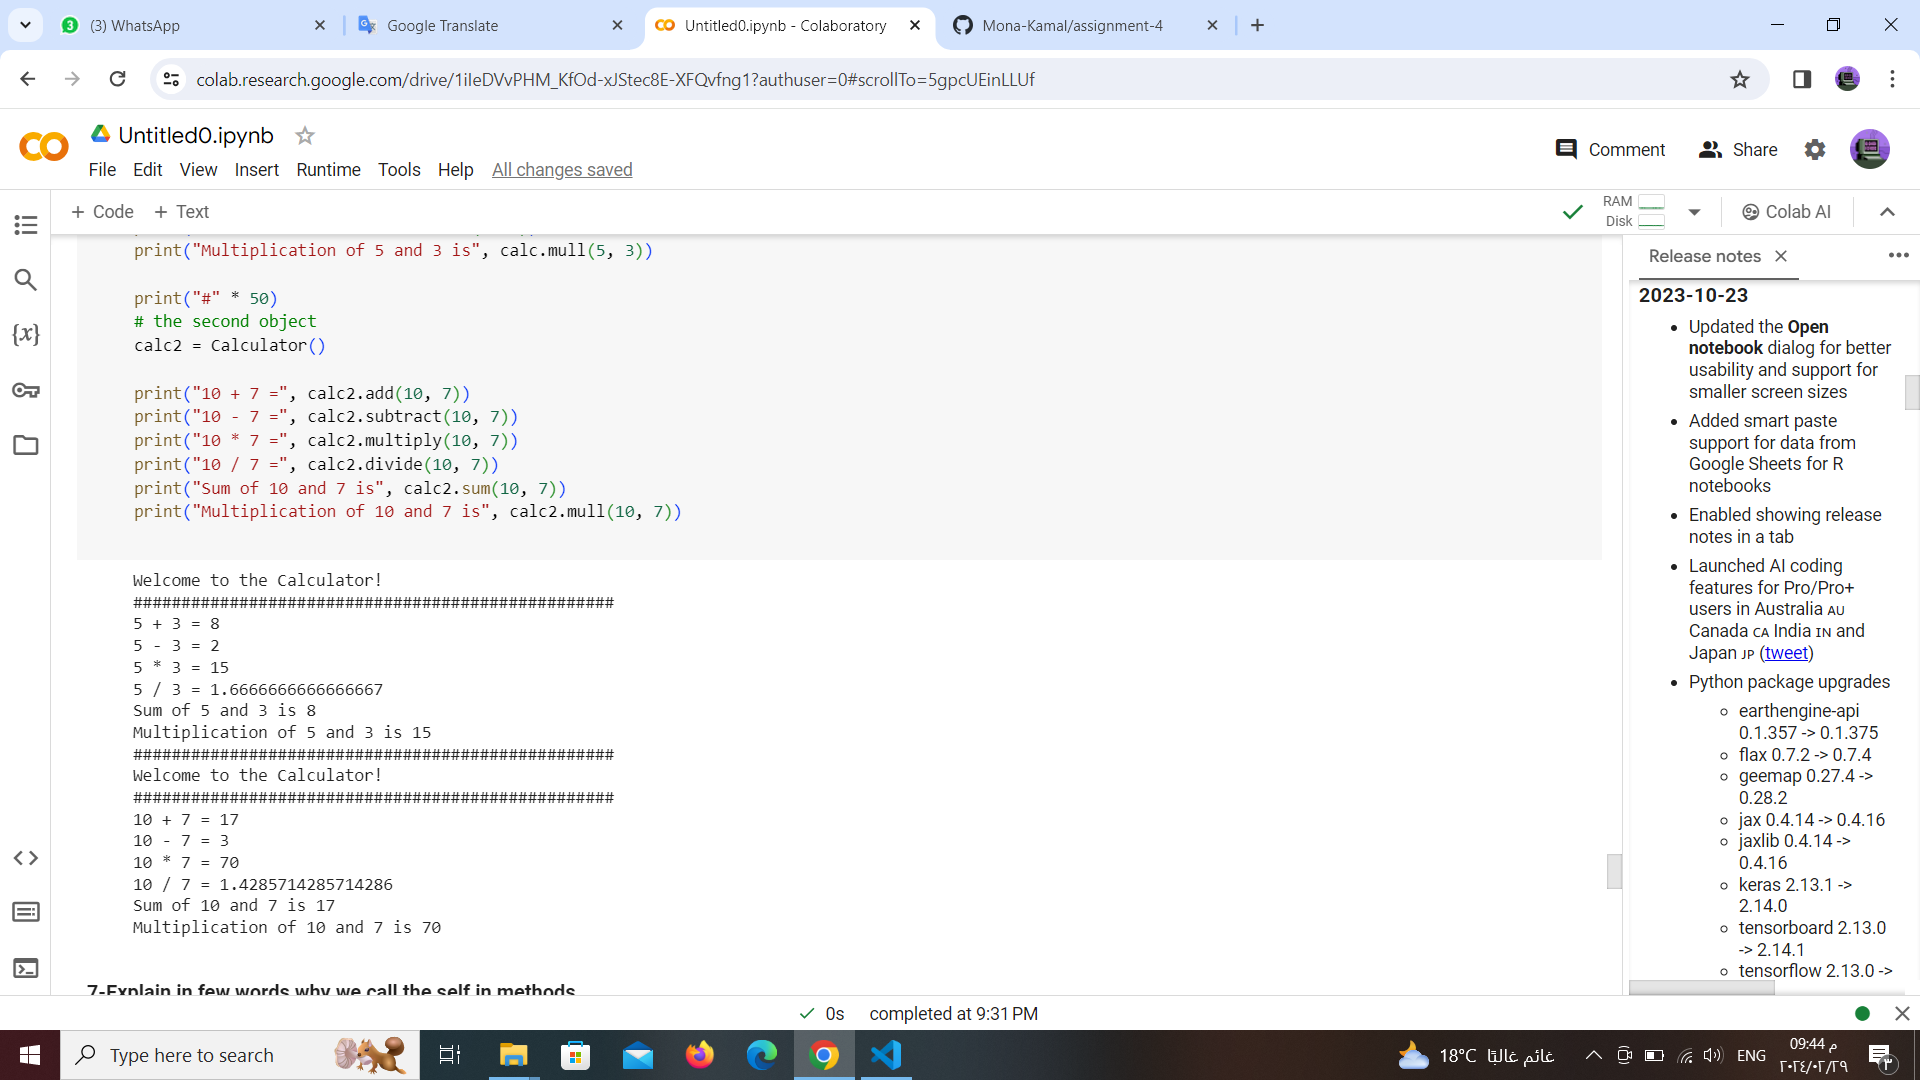 (3) WhatsApp
Google Translate
Untitled0.ipynb - Colaboratory
Mona-Kamal/assignment-4
colab.research.google.com/drive/1iIeDVvPHM_KfOd-xJStec8E-XFQvfng1?authuser=0#scrollTo=5gpcUEinLLUf
Untitled0.ipynb
File Edit View Insert Runtime Tools Help All changes saved
Comment
Share
+ Code + Text
RAM
Disk
Colab AI
print("Multiplication of 5 and 3 is", calc.mull(5, 3))
print("#" * 50)
# the second object
calc2 = Calculator()
print("10 + 7 =", calc2.add(10, 7))
print("10 - 7 =", calc2.subtract(10, 7))
print("10 * 7 =", calc2.multiply(10, 7))
print("10 / 7 =", calc2.divide(10, 7))
print("Sum of 10 and 7 is", calc2.sum(10, 7))
print("Multiplication of 10 and 7 is", calc2.mull(10, 7))
Welcome to the Calculator!
##################################################
5 + 3 = 8
5 - 3 = 2
5 * 3 = 15
5 / 3 = 1.6666666666666667
Sum of 5 and 3 is 8
Multiplication of 5 and 3 is 15
##################################################
Welcome to the Calculator!
##################################################
10 + 7 = 17
10 - 7 = 3
10 * 7 = 70
10 / 7 = 1.4285714285714286
Sum of 10 and 7 is 17
Multiplication of 10 and 7 is 70
7-Explain in few words why we call the self in methods
Release notes
2023-10-23
• Updated the Open
notebook dialog for better
usability and support for
smaller screen sizes
• Added smart paste
support for data from
Google Sheets for R
notebooks
• Enabled showing release
notes in a tab
• Launched AI coding
features for Pro/Pro+
users in Australia AU
Canada CA India IN and
Japan JP (tweet)
• Python package upgrades
◦ earthengine-api
0.1.357 -> 0.1.375
◦ flax 0.7.2 -> 0.7.4
◦ geemap 0.27.4 ->
0.28.2
◦ jax 0.4.14 -> 0.4.16
◦ jaxlib 0.4.14 ->
0.4.16
◦ keras 2.13.1 ->
2.14.0
◦ tensorboard 2.13.0
-> 2.14.1
◦ tensorflow 2.13.0 ->
0s completed at 9:31 PM
Type here to search
18°C غائم غالبًا
ENG
09:44 م
٢٠٢٤/٠٢/٢٩
٣